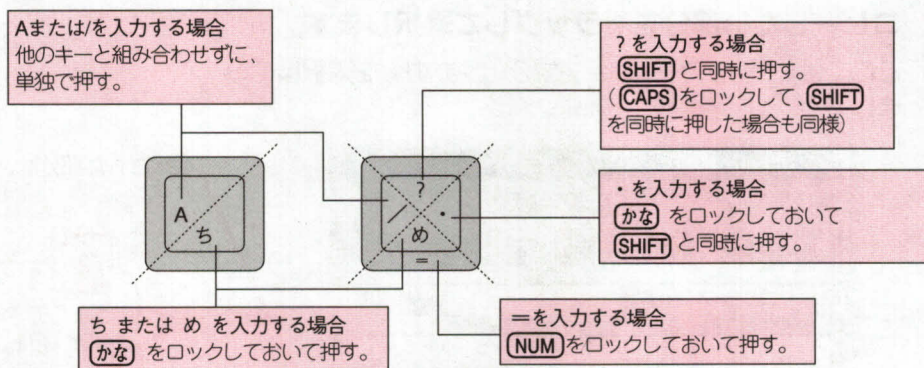 Aまたは/を入力する場合
他のキーと組み合わせずに、
単独で押す。
?を入力する場合
SHIFTと同時に押す。
(CAPSをロックして、SHIFT
を同時に押した場合も同様)
A
ち
?
/
・
め
=
・を入力する場合
かな をロックしておいて
SHIFTと同時に押す。
ち または め を入力する場合
かな をロックしておいて押す。
=を入力する場合
NUMをロックしておいて押す。